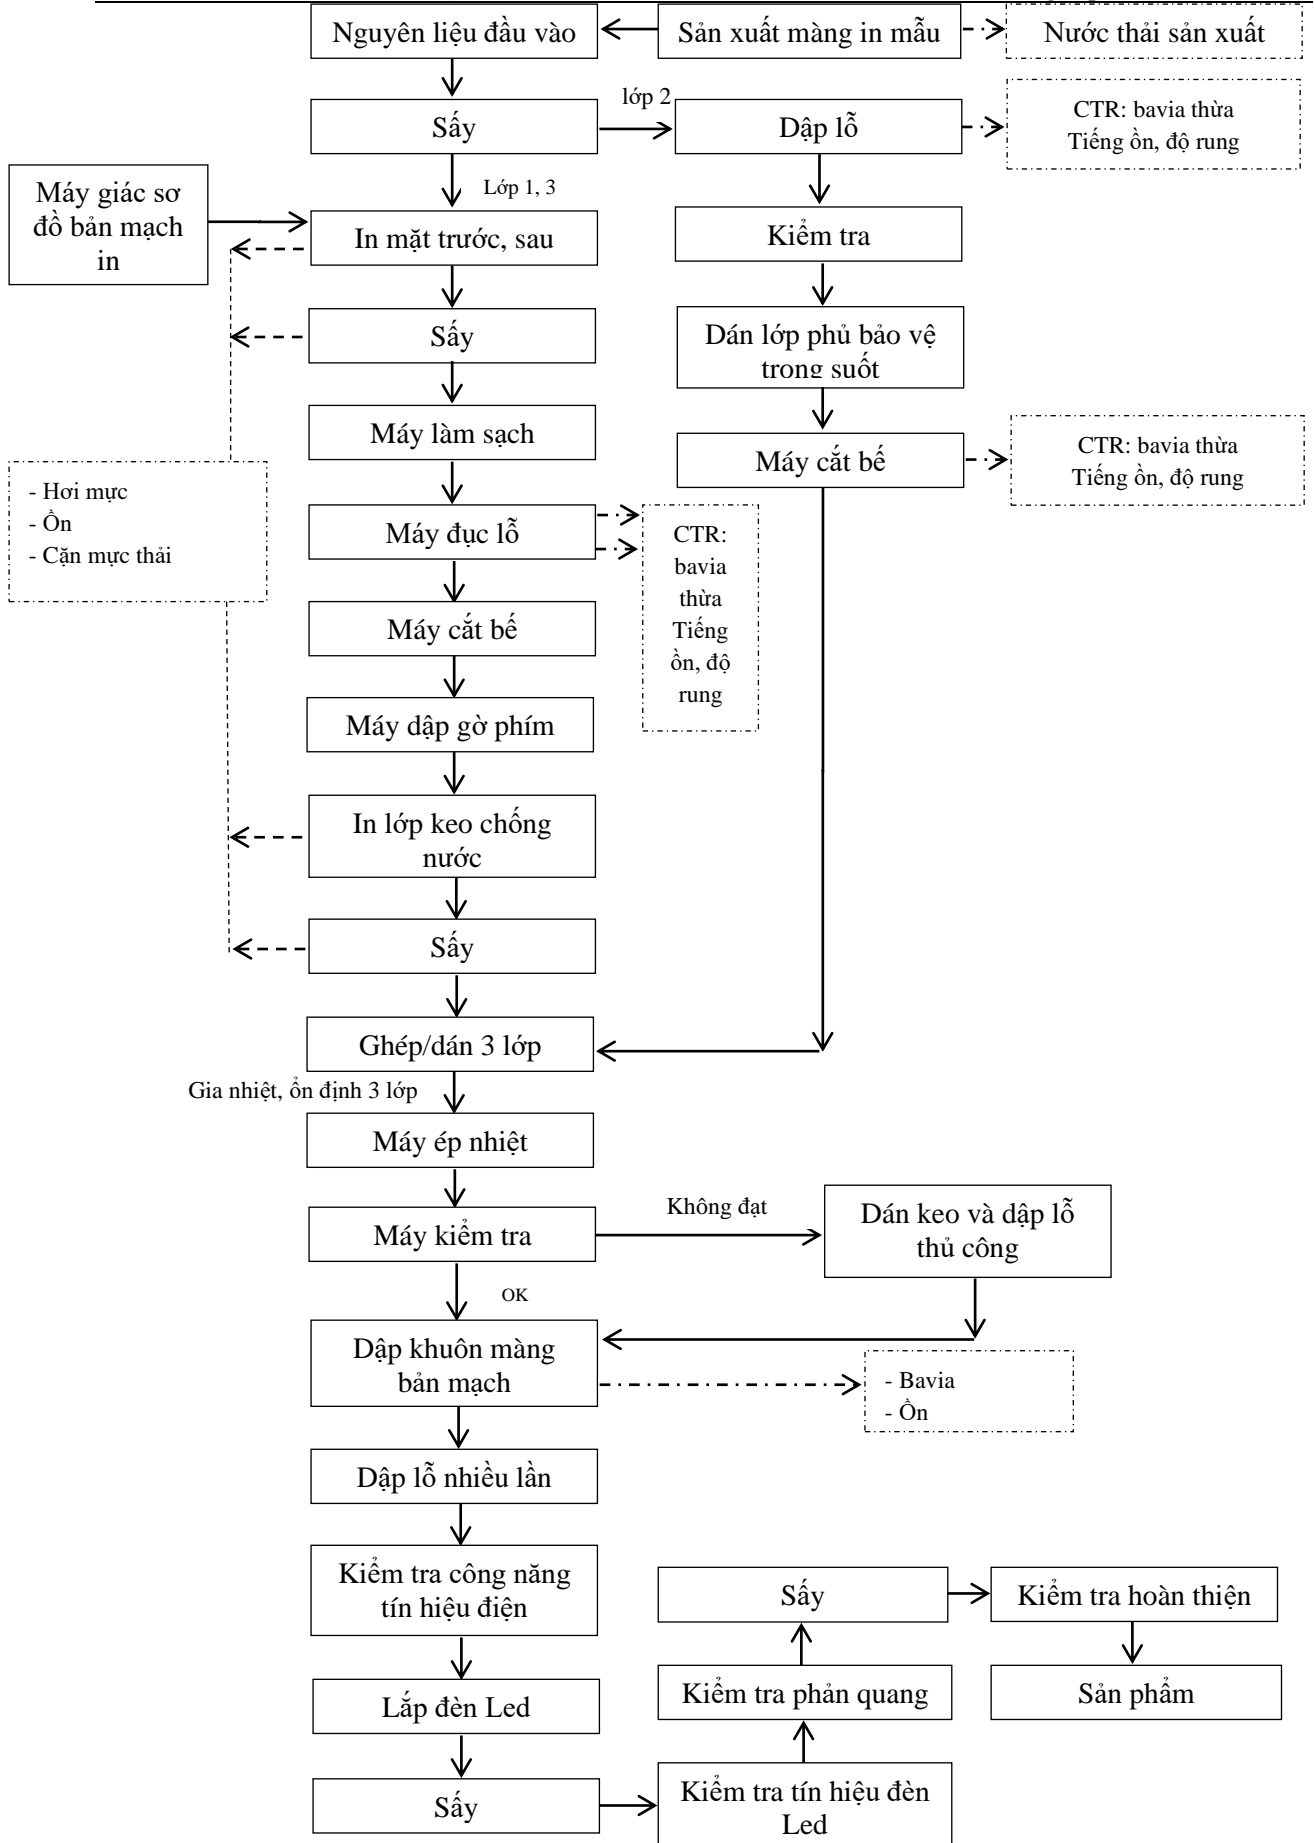 Nguyên liệu đầu vào
Sản xuất màng in mẫu
Nước thải sản xuất
Sấy
lớp 2
Dập lỗ
CTR: bavia thừa
Tiếng ồn, độ rung
Lớp 1, 3
Máy giác sơ
đồ bản mạch
in
In mặt trước, sau
Kiểm tra
Sấy
Dán lớp phủ bảo vệ
trong suốt
Máy làm sạch
Máy cắt bế
CTR: bavia thừa
Tiếng ồn, độ rung
- Hơi mực
- Ồn
- Cặn mực thải
Máy đục lỗ
CTR:
bavia
thừa
Tiếng
ồn, độ
rung
Máy cắt bế
Máy dập gờ phím
In lớp keo chống
nước
Sấy
Ghép/dán 3 lớp
Gia nhiệt, ổn định 3 lớp
Máy ép nhiệt
Máy kiểm tra
Không đạt
Dán keo và dập lỗ
thủ công
OK
Dập khuôn màng
bản mạch
- Bavia
- Ồn
Dập lỗ nhiều lần
Kiểm tra công năng
tín hiệu điện
Sấy
Kiểm tra hoàn thiện
Lắp đèn Led
Kiểm tra phản quang
Sản phẩm
Sấy
Kiểm tra tín hiệu đèn
Led